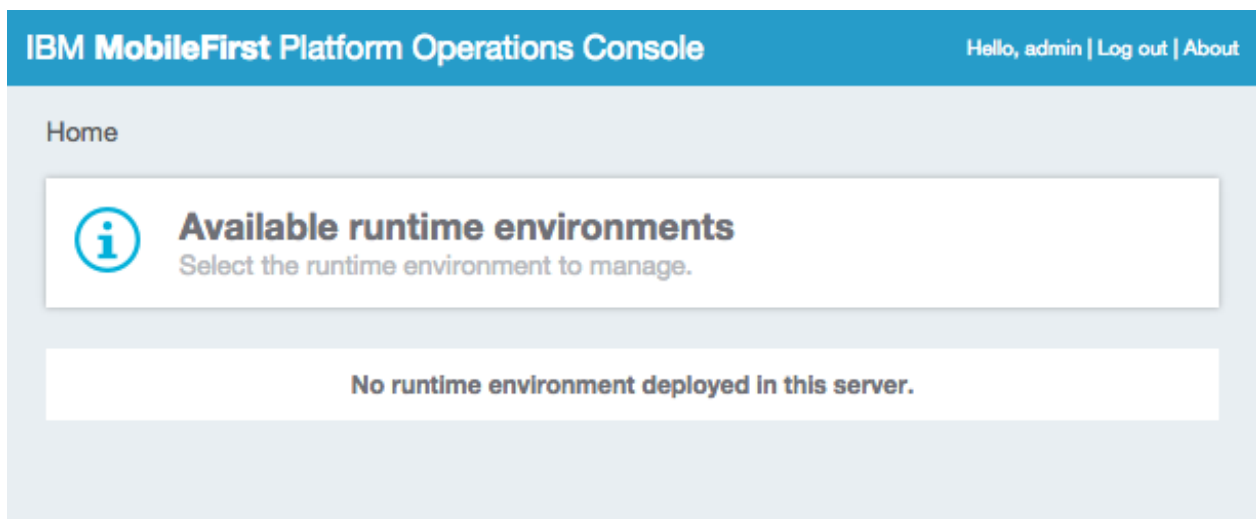 IBM MobileFirst Platform Operations Console
Hello, admin | Log out | About
Home
Available runtime environments
Select the runtime environment to manage.
No runtime environment deployed in this server.